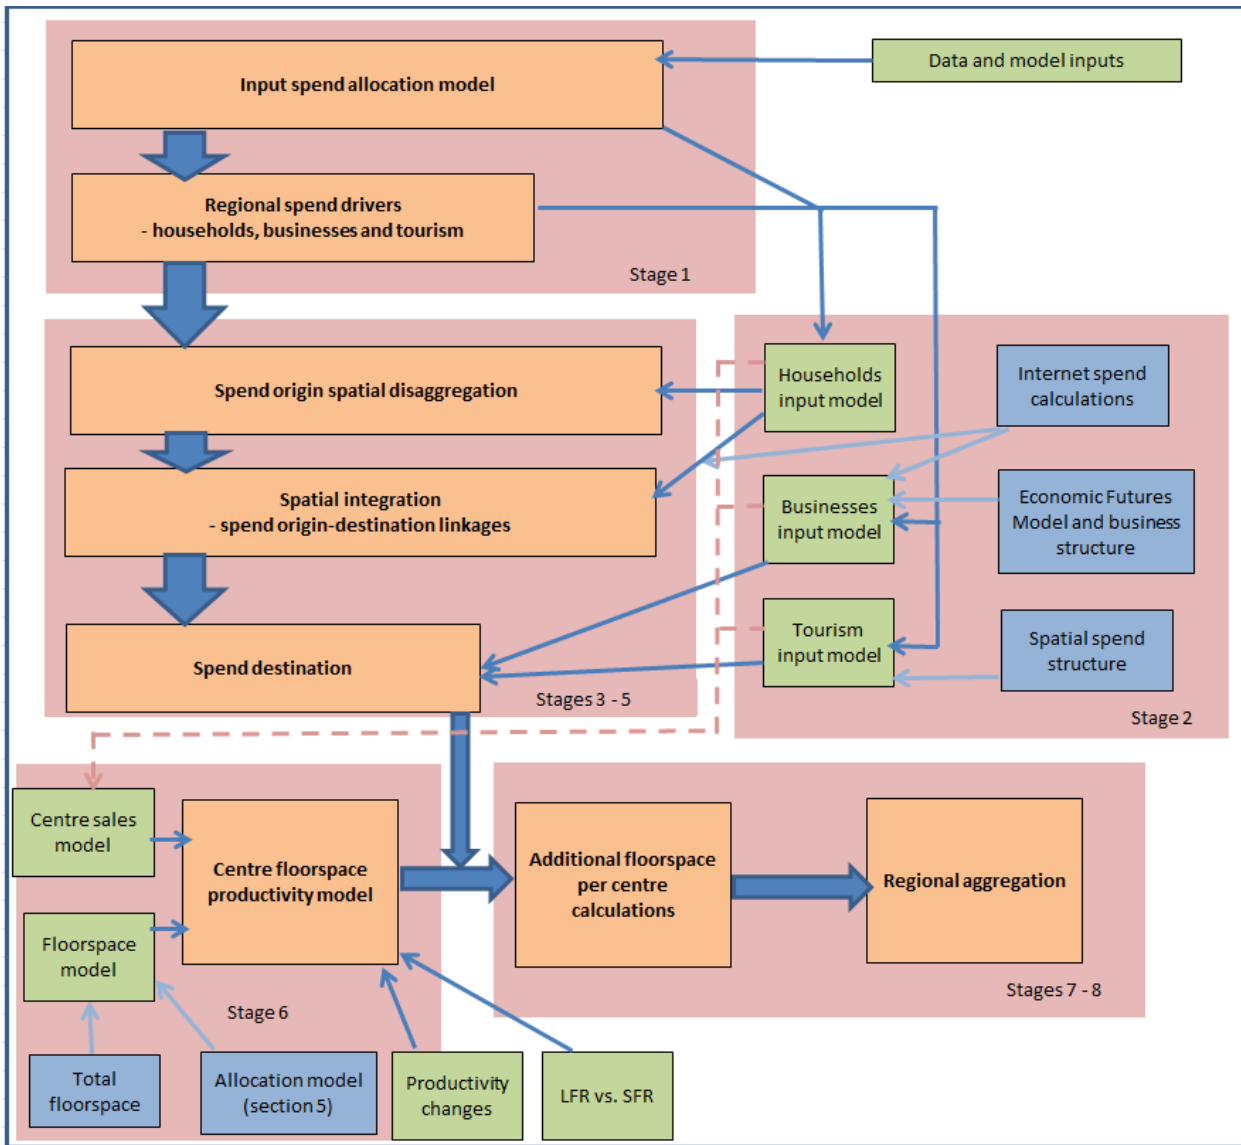 Input spend allocation model
Data and model inputs
Regional spend drivers
- households, businesses and tourism
Stage 1
Spend origin spatial disaggregation
Households
input model
Internet spend
calculations
Spatial integration
- spend origin-destination linkages
Businesses
input model
Economic Futures
Model and business
structure
Spend destination
Tourism
input model
Spatial spend
structure
Stages 3 - 5
Stage 2
Centre sales
model
Centre floorspace
productivity model
Additional floorspace
per centre
calculations
Regional aggregation
Floorspace
model
Stage 6
Stages 7 - 8
Total
floorspace
Allocation model
(section 5)
Productivity
changes
LFR vs. SFR